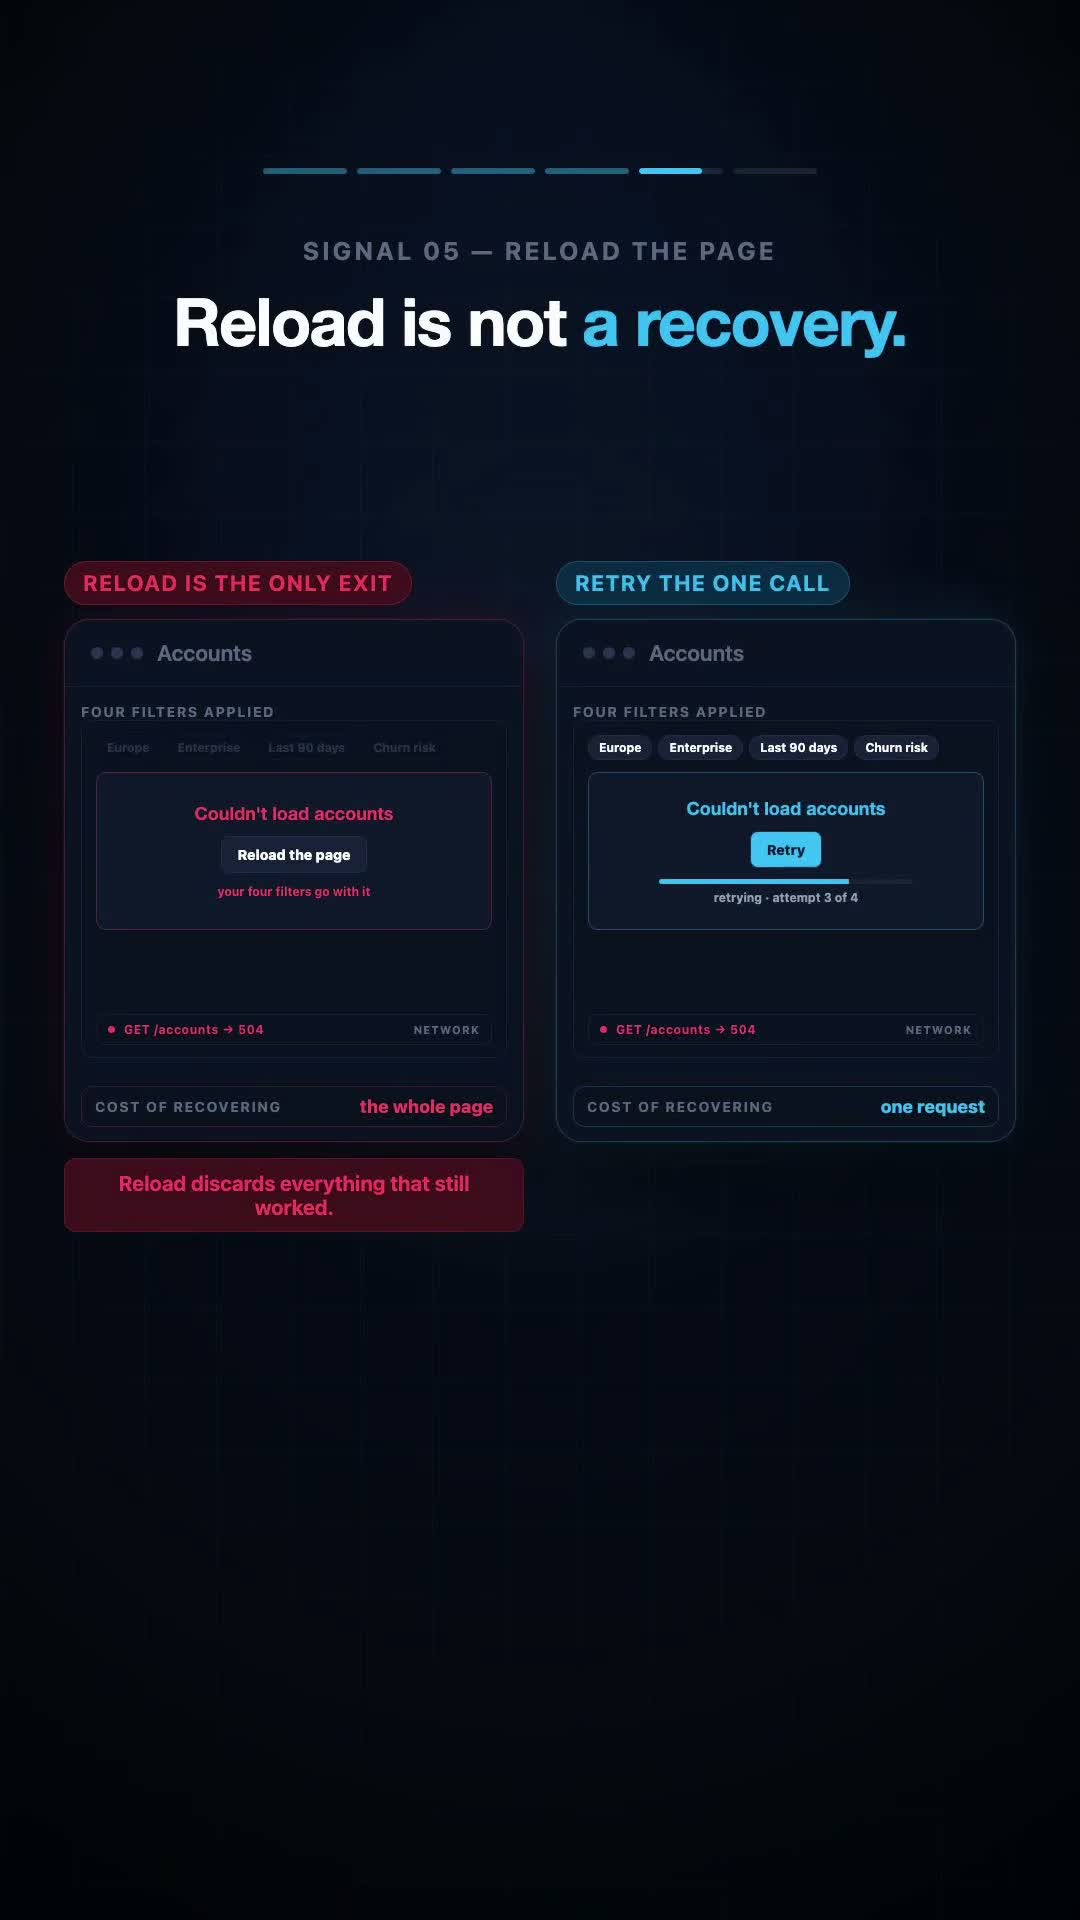 SIGNAL 05 — RELOAD THE PAGE
Reload is not a recovery.
RELOAD IS THE ONLY EXIT
Accounts
FOUR FILTERS APPLIED
Europe Enterprise Last 90 days Churn risk
Couldn't load accounts
Reload the page
your four filters go with it
GET /accounts → 504 NETWORK
COST OF RECOVERING the whole page
Reload discards everything that still
worked.
RETRY THE ONE CALL
Accounts
FOUR FILTERS APPLIED
Europe Enterprise Last 90 days Churn risk
Couldn't load accounts
Retry
retrying · attempt 3 of 4
GET /accounts → 504 NETWORK
COST OF RECOVERING one request